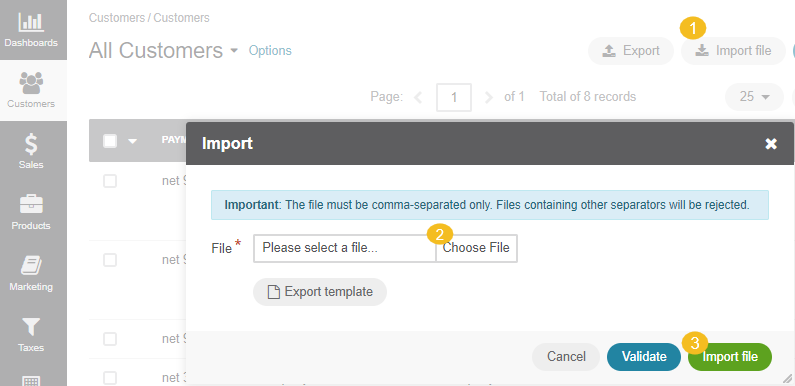 Dashboards
Customers
Sales
Products
Marketing
Taxes
Customers / Customers
All Customers Options
1
Export Import file
Page: 1 of 1 Total of 8 records 25
PAYM
Import
net 9
Important: The file must be comma-separated only. Files containing other separators will be rejected.
2
File * Please select a file... Choose File
net 9
Export template
net 9
3
Cancel Validate Import file
net 3